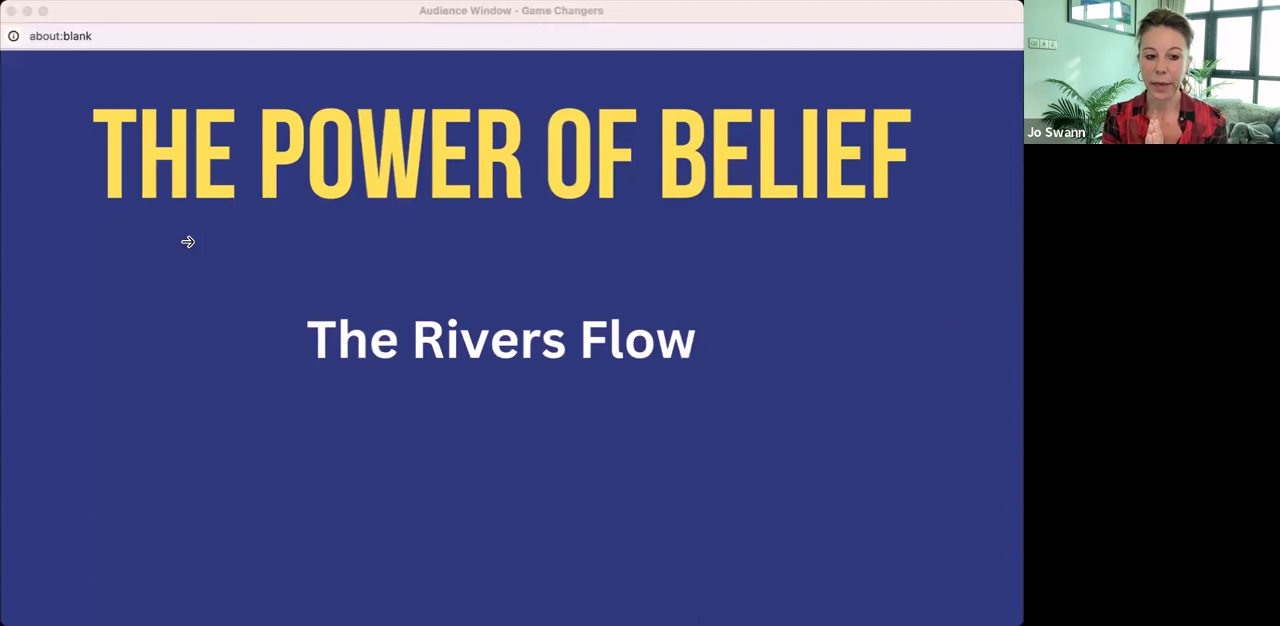 Audience Window - Game Changers
about:blank
THE POWER OF BELIEF
The Rivers Flow
Jo Swann